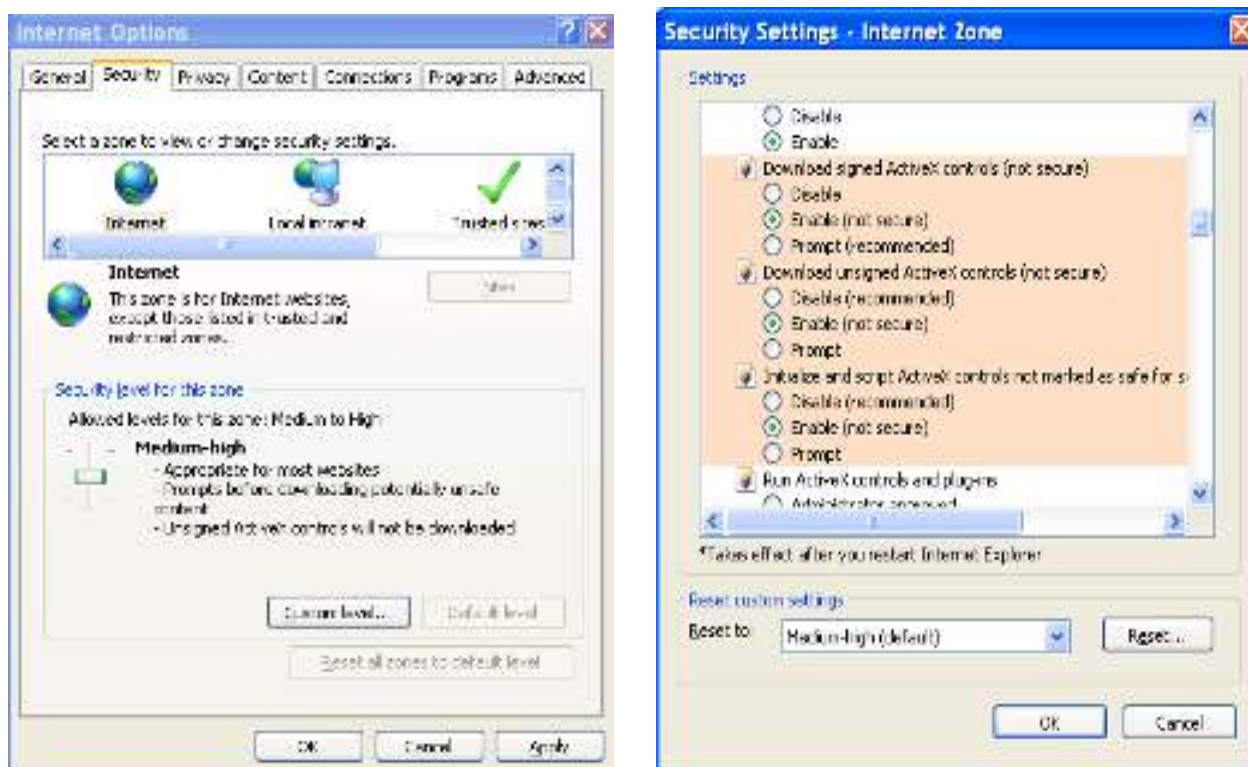 Internet Options
General Security Privacy Content Connections Programs Advanced
Select a zone to view or change security settings.
Internet Local intranet Trusted sites
Internet
Sites
This zone is for Internet websites,
except those listed in trusted and
restricted zones.
Security level for this zone
Allowed levels for this zone: Medium to High
Medium-high
- Appropriate for most websites
- Prompts before downloading potentially unsafe
content
- Unsigned ActiveX controls will not be downloaded
Custom level... Default level
Reset all zones to default level
OK Cancel Apply
Security Settings - Internet Zone
Settings
Disable
Enable
Download signed ActiveX controls (not secure)
Disable
Enable (not secure)
Prompt (recommended)
Download unsigned ActiveX controls (not secure)
Disable (recommended)
Enable (not secure)
Prompt
Initialize and script ActiveX controls not marked as safe for s
Disable (recommended)
Enable (not secure)
Prompt
Run ActiveX controls and plug-ins
Administrator approved
*Takes effect after you restart Internet Explorer
Reset custom settings
Reset to: Medium-high (default) Reset...
OK Cancel